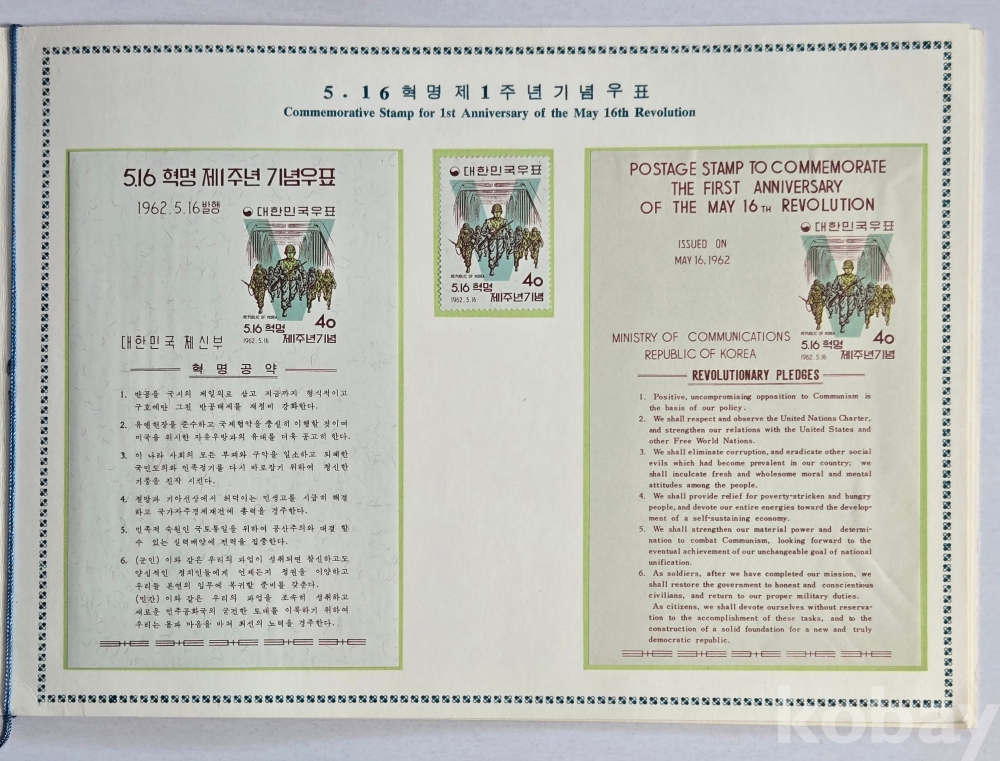 5 . 16 혁명 제 1 주년 기념우표
Commemorative Stamp for 1st Anniversary of the May 16th Revolution
5.16 혁명 제1주년 기념우표
1962.5.16발행
대한민국우표
REPUBLIC OF KOREA
40
5.16 혁명
1962.5.16
제1주년기념
대한민국 체신부
혁명공약
1. 반공을 국시의 제일의로 삼고 지금까지 형식적이고
구호에만 그친 반공태세를 재정비 강화한다.
2. 유엔헌장을 준수하고 국제협약을 충실히 이행할 것이며
미국을 위시한 자유우방과의 유대를 더욱 공고히 한다.
3. 이 나라 사회의 모든 부패와 구악을 일소하고 퇴폐한
국민도의와 민족정기를 다시 바로잡기 위하여 청신한
기풍을 진작 시킨다.
4. 절망과 기아선상에서 허덕이는 민생고를 시급히 해결
하고 국가자주경제재건에 총력을 경주한다.
5. 민족적 숙원인 국토통일을 위하여 공산주의와 대결 할
수 있는 실력배양에 전력을 집중한다.
6. (군인) 이와 같은 우리의 과업이 성취되면 참신하고도
양심적인 정치인들에게 언제든지 정권을 이양하고
우리들 본연의 임무에 복귀할 준비를 갖춘다.
(민간) 이와 같은 우리의 과업을 조속히 성취하고
새로운 민주공화국의 굳건한 토대를 이룩하기 위하여
우리는 몸과 마음을 바쳐 최선의 노력을 경주한다.
대한민국우표
REPUBLIC OF KOREA
40
5.16 혁명
1962.5.16
제1주년기념
POSTAGE STAMP TO COMMEMORATE
THE FIRST ANNIVERSARY
OF THE MAY 16TH REVOLUTION
ISSUED ON
MAY 16, 1962
대한민국우표
REPUBLIC OF KOREA
40
5.16 혁명
1962.5.16
제1주년기념
MINISTRY OF COMMUNICATIONS
REPUBLIC OF KOREA
REVOLUTIONARY PLEDGES
1. Positive, uncompromising opposition to Communism is
the basis of our policy.
2. We shall respect and observe the United Nations Charter,
and strengthen our relations with the United States and
other Free World Nations.
3. We shall eliminate corruption, and eradicate other social
evils which had become prevalent in our country; we
shall inculcate fresh and wholesome moral and mental
attitudes among the people.
4. We shall provide relief for poverty-stricken and hungry
people, and devote our entire energies toward the develop-
ment of a self-sustaining economy.
5. We shall strengthen our material power and determi-
nation to combat Communism, looking forward to the
eventual achievement of our unchangeable goal of national
unification.
6. As soldiers, after we have completed our mission, we
shall restore the government to honest and conscientious
civilians, and return to our proper military duties.
As citizens, we shall devote ourselves without reserva-
tion to the accomplishment of these tasks, and to the
construction of a solid foundation for a new and truly
democratic republic.
kobay